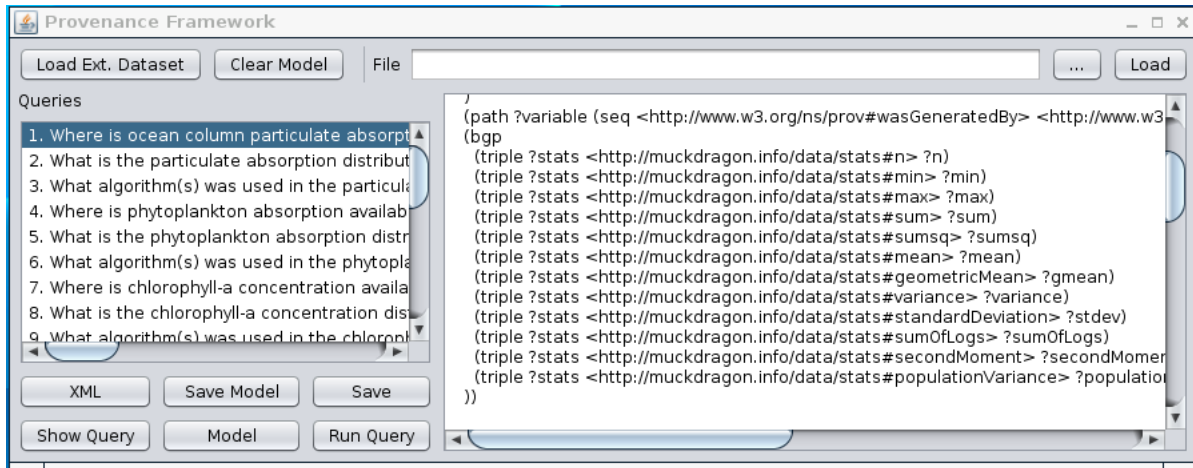 Provenance Framework
Load Ext. Dataset Clear Model File ... Load
Queries
1. Where is ocean column particulate absorpt
2. What is the particulate absorption distribut
3. What algorithm(s) was used in the particula
4. Where is phytoplankton absorption availab
5. What is the phytoplankton absorption distr
6. What algorithm(s) was used in the phytopla
7. Where is chlorophyll-a concentration availa
8. What is the chlorophyll-a concentration dis
9. What algorithm(s) was used in the chloroph
XML Save Model Save
Show Query Model Run Query
)
(path ?variable (seq <http://www.w3.org/ns/prov#wasGeneratedBy> <http://www.w3
(bgp
(triple ?stats <http://muckdragon.info/data/stats#n> ?n)
(triple ?stats <http://muckdragon.info/data/stats#min> ?min)
(triple ?stats <http://muckdragon.info/data/stats#max> ?max)
(triple ?stats <http://muckdragon.info/data/stats#sum> ?sum)
(triple ?stats <http://muckdragon.info/data/stats#sumsq> ?sumsq)
(triple ?stats <http://muckdragon.info/data/stats#mean> ?mean)
(triple ?stats <http://muckdragon.info/data/stats#geometricMean> ?gmean)
(triple ?stats <http://muckdragon.info/data/stats#variance> ?variance)
(triple ?stats <http://muckdragon.info/data/stats#standardDeviation> ?stdev)
(triple ?stats <http://muckdragon.info/data/stats#sumOfLogs> ?sumOfLogs)
(triple ?stats <http://muckdragon.info/data/stats#secondMoment> ?secondMomer
(triple ?stats <http://muckdragon.info/data/stats#populationVariance> ?population
))